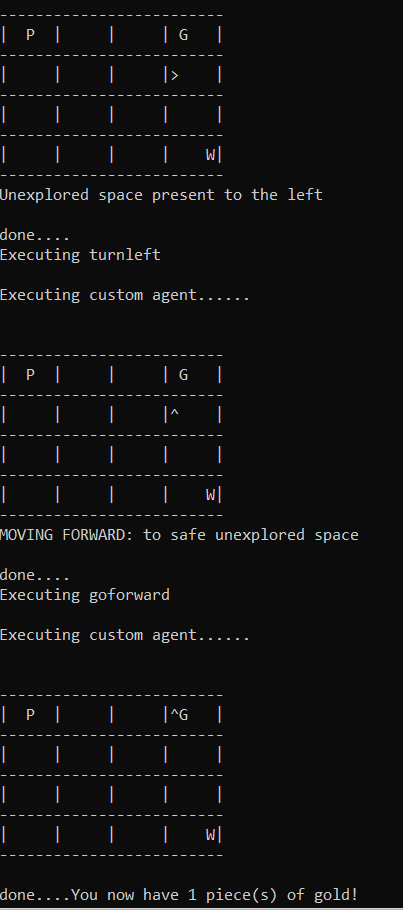 -------------------------
|  P  |     |     | G   |
-------------------------
|     |     |     |>    |
-------------------------
|     |     |     |     |
-------------------------
|     |     |     |    W|
-------------------------
Unexplored space present to the left
done....
Executing turnleft
Executing custom agent......
-------------------------
|  P  |     |     | G   |
-------------------------
|     |     |     |^    |
-------------------------
|     |     |     |     |
-------------------------
|     |     |     |    W|
-------------------------
MOVING FORWARD: to safe unexplored space
done....
Executing goforward
Executing custom agent......
-------------------------
|  P  |     |     |^G   |
-------------------------
|     |     |     |     |
-------------------------
|     |     |     |     |
-------------------------
|     |     |     |    W|
-------------------------
done....You now have 1 piece(s) of gold!